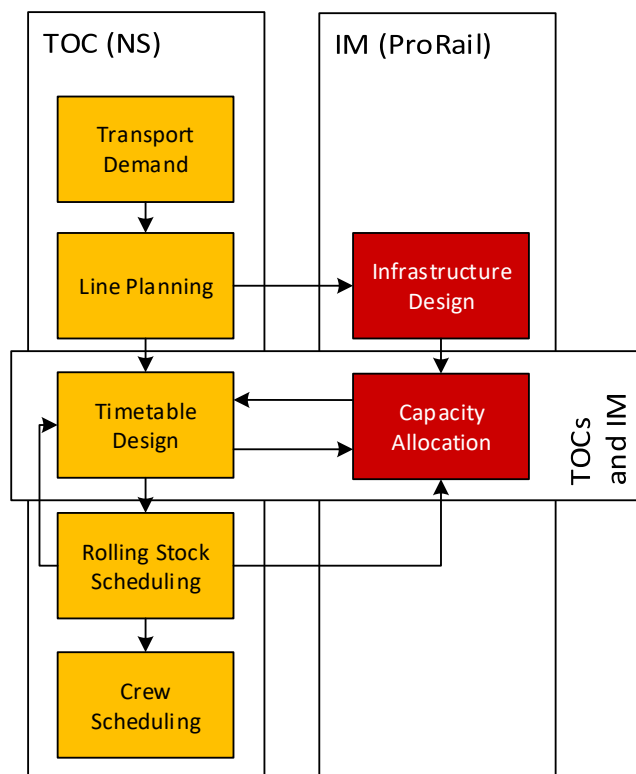 TOC (NS)
IM (ProRail)
Transport
Demand
Line Planning
Infrastructure
Design
Timetable
Design
Capacity
Allocation
TOCs
and IM
Rolling Stock
Scheduling
Crew
Scheduling